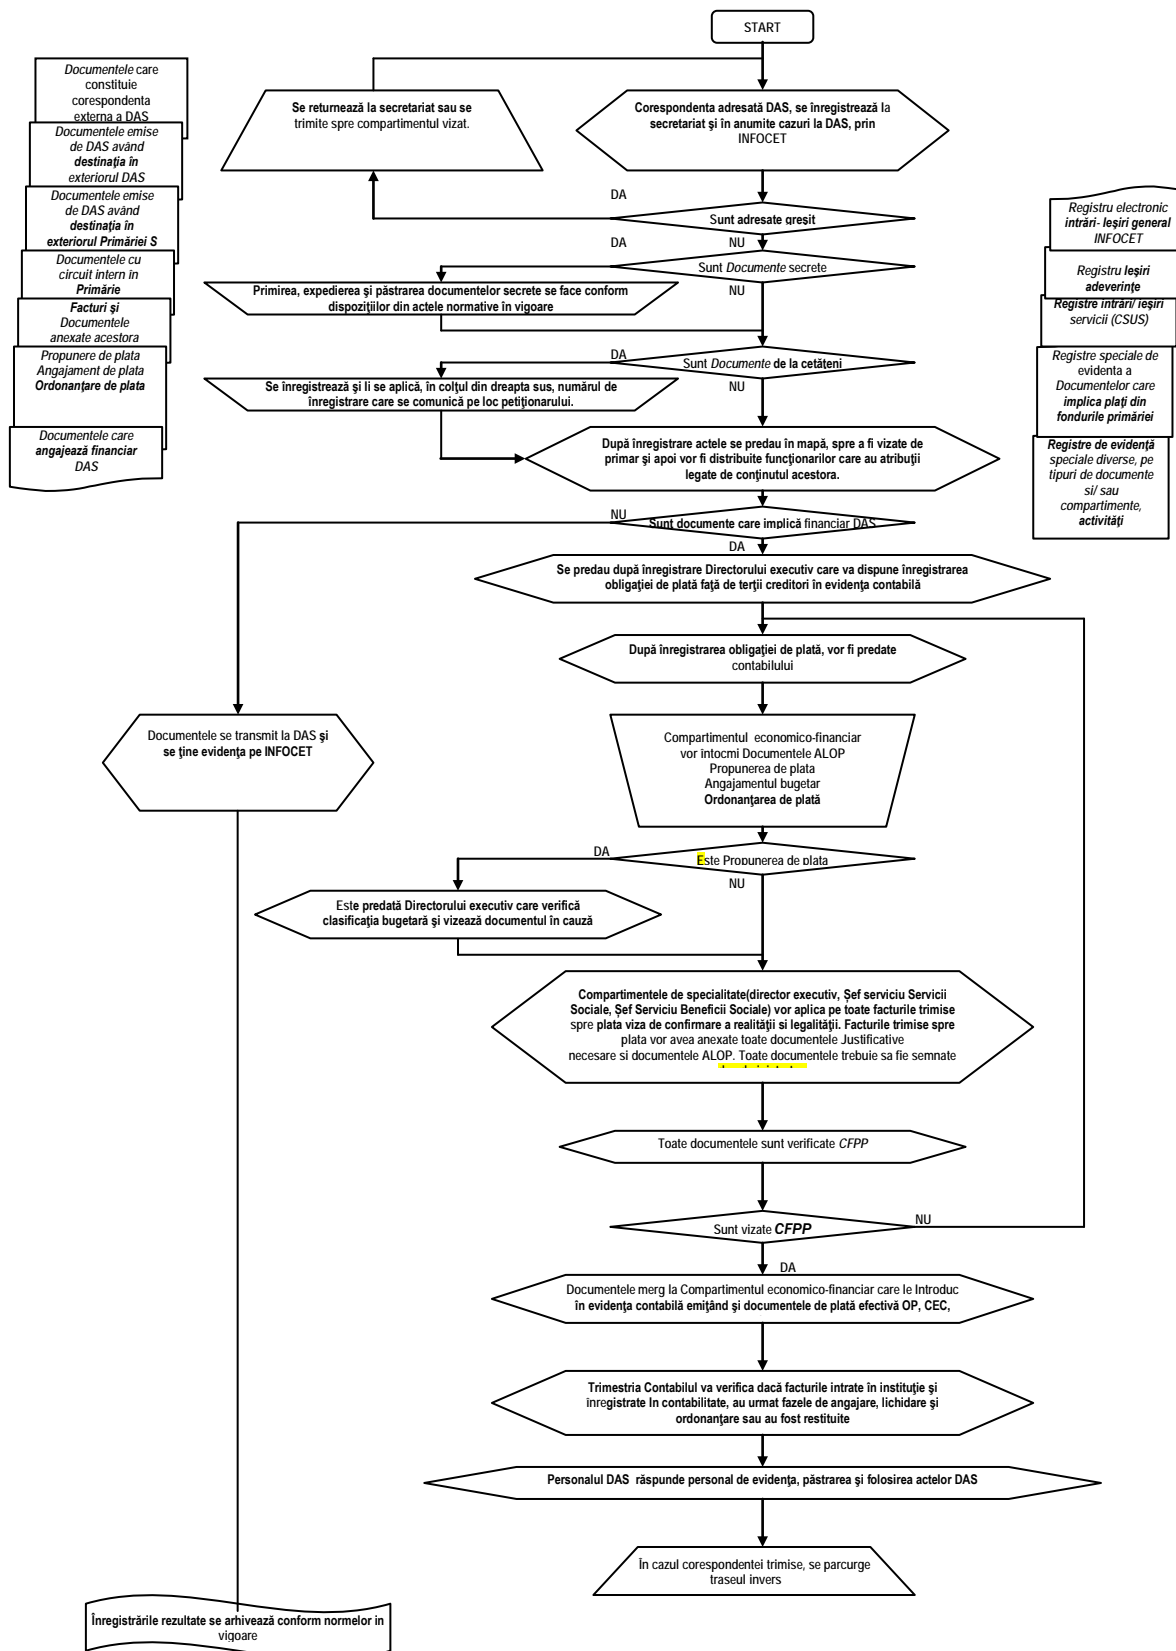 START
Documentele care
constituie
corespondenta
externa a DAS
Documentele emise
de DAS având
destinaţia în
exteriorul DAS
Documentele emise
de DAS având
destinaţia în
exteriorul Primăriei S
Documentele cu
circuit intern în
Primărie
Facturi şi
Documentele
anexate acestora
Propunere de plata
Angajament de plata
Ordonanţare de plata
Documentele care
angajează financiar
DAS
Se returnează la secretariat sau se
trimite spre compartimentul vizat.
Corespondenta adresată DAS, se înregistrează la
secretariat şi în anumite cazuri la DAS, prin
INFOCET
DA
Sunt adresate greşit
DA
NU
Sunt Documente secrete
Primirea, expedierea şi păstrarea documentelor secrete se face conform
dispoziţiilor din actele normative în vigoare
NU
DA
Sunt Documente de la cetăţeni
NU
Se înregistrează şi li se aplică, în colţul din dreapta sus, numărul de
înregistrare care se comunică pe loc petiţionarului.
După înregistrare actele se predau în mapă, spre a fi vizate de
primar şi apoi vor fi distribuite funcţionarilor care au atribuţii
legate de conţinutul acestora.
Registru electronic
intrări- Ieşiri general
INFOCET
Registru Ieşiri
adeverinţe
Registre intrări/ ieşiri
servicii (CSUS)
Registre speciale de
evidenta a
Documentelor care
implica plaţi din
fondurile primăriei
Registre de evidenţă
speciale diverse, pe
tipuri de documente
si/ sau
compartimente,
activităţi
NU
Sunt documente care implică financiar DAS
DA
Se predau după înregistrare Directorului executiv care va dispune înregistrarea
obligaţiei de plată faţă de terţii creditori în evidenţa contabilă
După înregistrarea obligaţiei de plată, vor fi predate
contabilului
Documentele se transmit la DAS şi
se ţine evidenţa pe INFOCET
Compartimentul economico-financiar
vor întocmi Documentele ALOP
Propunerea de plata
Angajamentul bugetar
Ordonanţarea de plată
DA
Este Propunerea de plata
NU
Este predată Directorului executiv care verifică
clasificaţia bugetară şi vizează documentul în cauză
Compartimentele de specialitate(director executiv, Șef serviciu Servicii
Sociale, Șef Serviciu Beneficii Sociale) vor aplica pe toate facturile trimise
spre plata viza de confirmare a realităţii si legalităţii. Facturile trimise spre
plata vor avea anexate toate documentele Justificative
necesare si documentele ALOP. Toate documentele trebuie sa fie semnate
Toate documentele sunt verificate CFPP
Sunt vizate CFPP
NU
DA
Documentele merg la Compartimentul economico-financiar care le Introduc
în evidenţa contabilă emiţând şi documentele de plată efectivă OP, CEC,
Trimestria Contabilul va verifica dacă facturile intrate în instituţie şi
înregistrate In contabilitate, au urmat fazele de angajare, lichidare şi
ordonanţare sau au fost restituite
Personalul DAS răspunde personal de evidenţa, păstrarea şi folosirea actelor DAS
În cazul corespondenţei trimise, se parcurge
traseul invers
Înregistrările rezultate se arhivează conform normelor in
vigoare